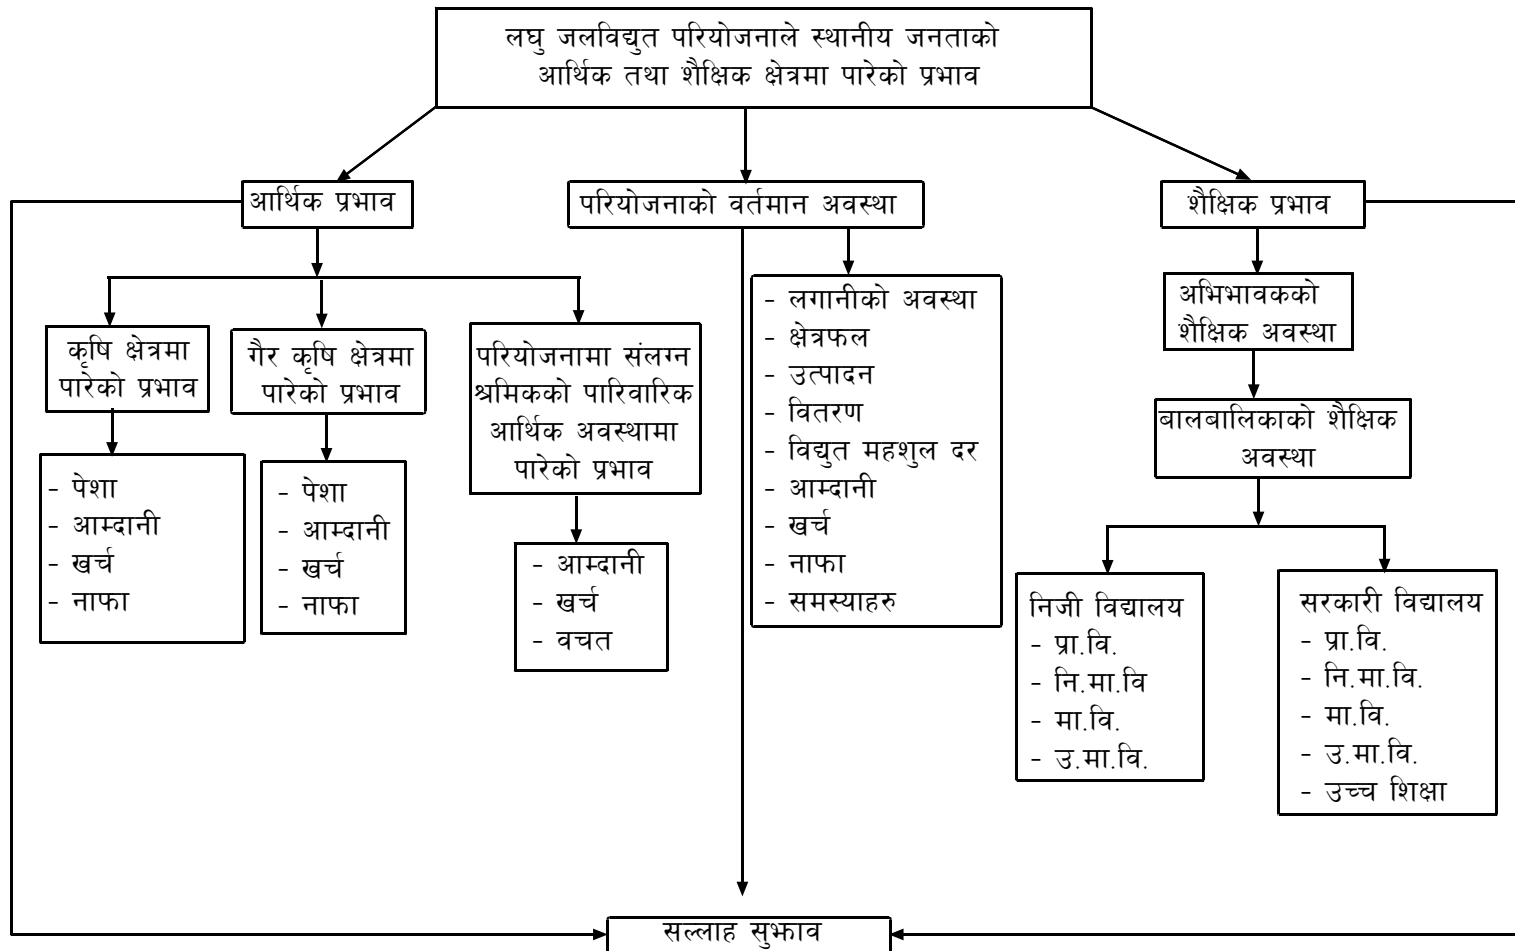 लघु जलविद्युत परियोजनाले स्थानीय जनताको
आर्थिक तथा शैक्षिक क्षेत्रमा पारेको प्रभाव
आर्थिक प्रभाव
परियोजनाको वर्तमान अवस्था
शैक्षिक प्रभाव
कृषि क्षेत्रमा
पारेको प्रभाव
गैर कृषि क्षेत्रमा
पारेको प्रभाव
परियोजनामा संलग्न
श्रमिकको पारिवारिक
आर्थिक अवस्थामा
पारेको प्रभाव
- पेशा
- आम्दानी
- खर्च
- नाफा
- पेशा
- आम्दानी
- खर्च
- नाफा
- आम्दानी
- खर्च
- वचत
- लगानीको अवस्था
- क्षेत्रफल
- उत्पादन
- वितरण
- विद्युत महशुल दर
- आम्दानी
- खर्च
- नाफा
- समस्याहरु
अभिभावकको
शैक्षिक अवस्था
बालबालिकाको शैक्षिक
अवस्था
निजी विद्यालय
- प्रा.वि.
- नि.मा.वि
- मा.वि.
- उ.मा.वि.
सरकारी विद्यालय
- प्रा.वि.
- नि.मा.वि.
- मा.वि.
- उ.मा.वि.
- उच्च शिक्षा
सल्लाह सुझाव